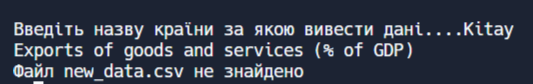 Введіть назву країни за якою вивести дані....Kitay
Exports of goods and services (% of GDP)
Файл new_data.csv не знайдено